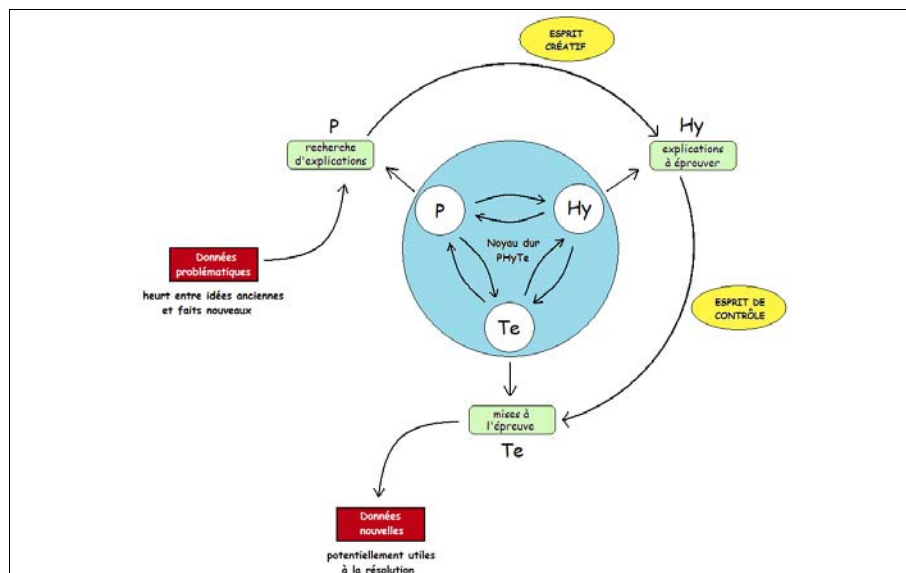 ESPRIT
CRÉATIF
P
Hy
recherche
d'explications
explications
à éprouver
P
Hy
Noyau dur
PHyTe
Te
Données
problématiques
heurt entre idées anciennes
et faits nouveaux
ESPRIT DE
CONTRÔLE
mises à
l'épreuve
Te
Données
nouvelles
potentiellement utiles
à la résolution